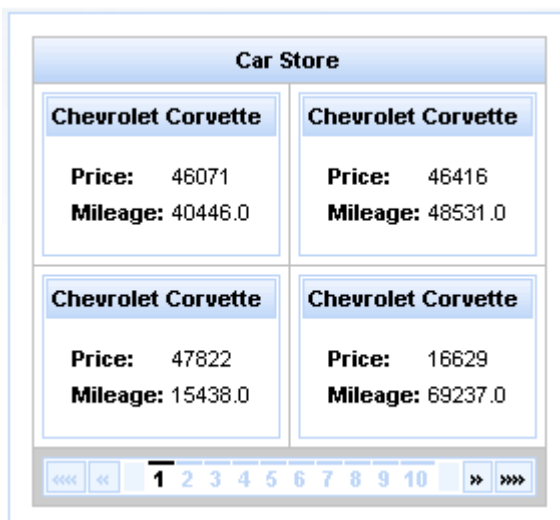 Car Store
Chevrolet Corvette
Price: 46071
Mileage: 40446.0
Chevrolet Corvette
Price: 46416
Mileage: 48531.0
Chevrolet Corvette
Price: 47822
Mileage: 15438.0
Chevrolet Corvette
Price: 16629
Mileage: 69237.0
«« « 1 2 3 4 5 6 7 8 9 10 » »»